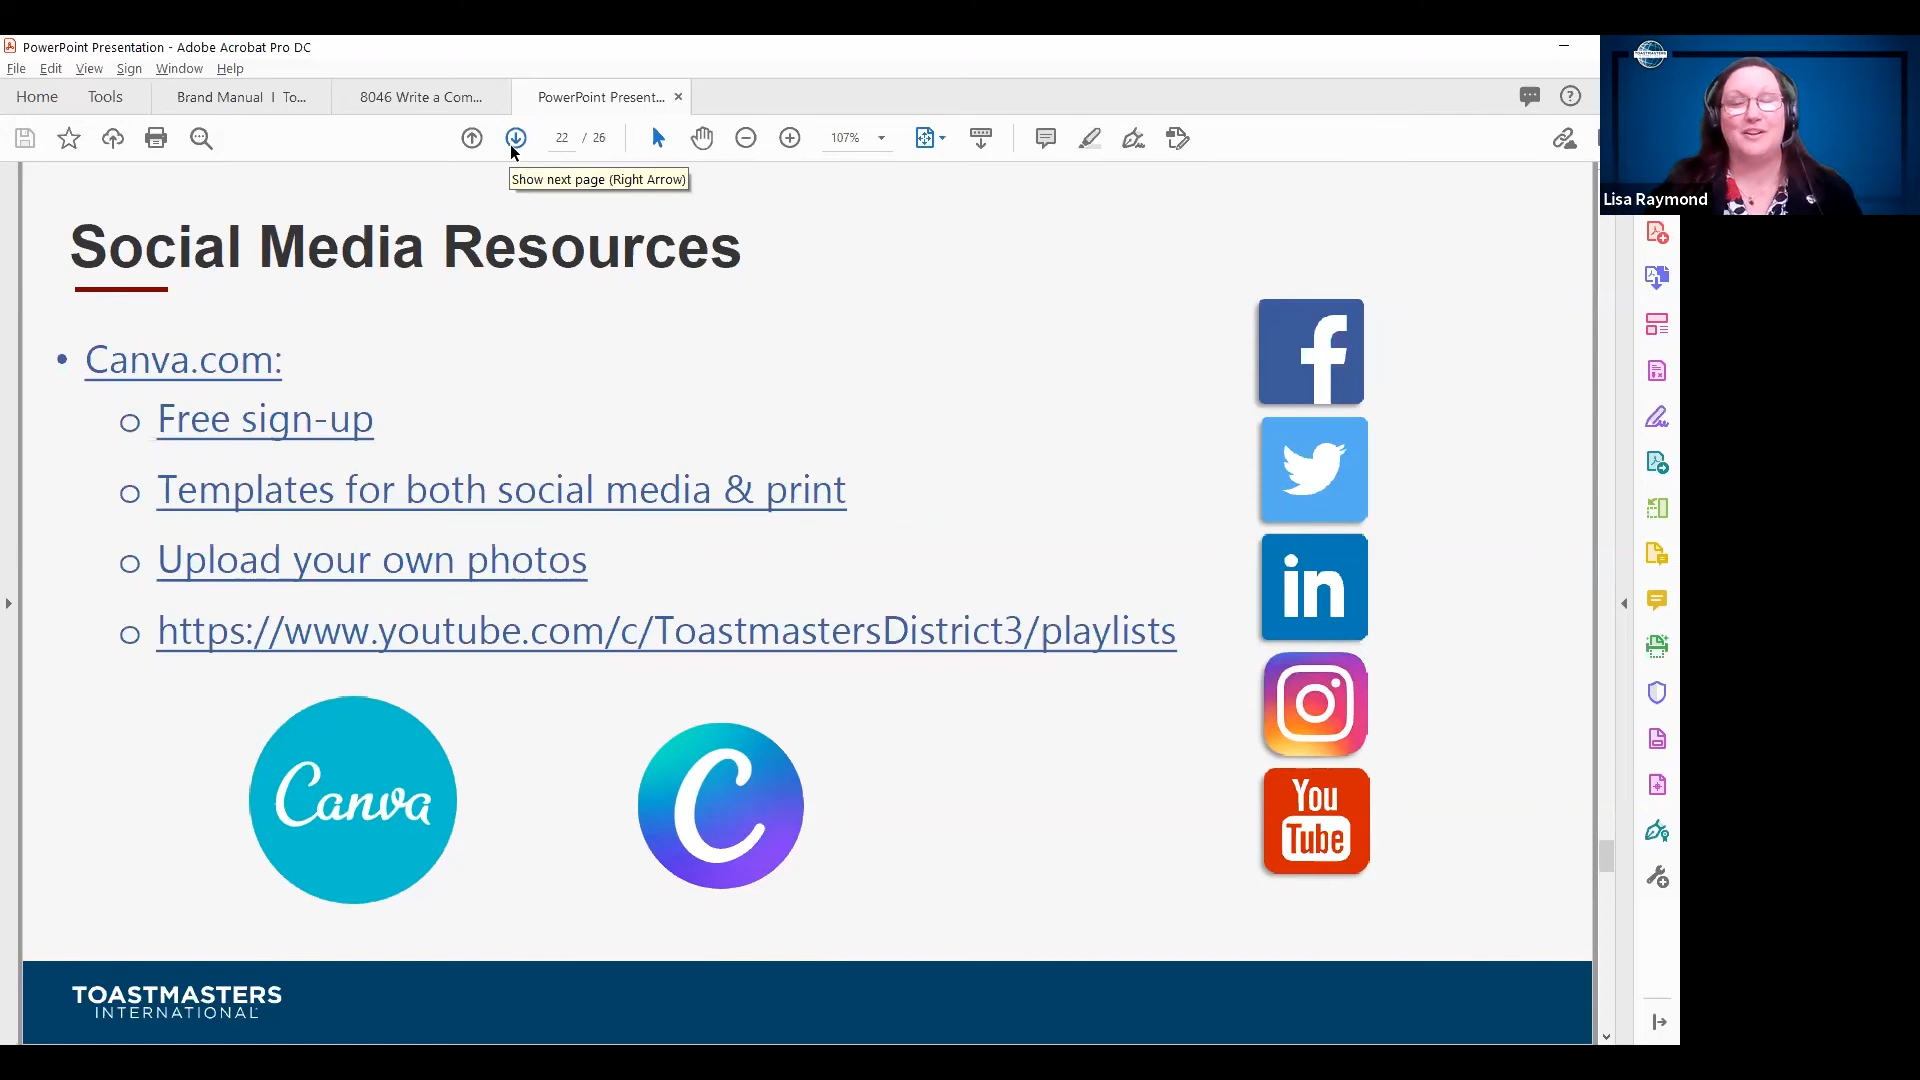 PowerPoint Presentation - Adobe Acrobat Pro DC
File Edit View Sign Window Help
Home Tools Brand Manual I To... 8046 Write a Com... PowerPoint Present... ×
22 / 26 107%
Show next page (Right Arrow)
TOASTMASTERS
Lisa Raymond
Social Media Resources
• Canva.com:
o Free sign-up
o Templates for both social media & print
o Upload your own photos
o https://www.youtube.com/c/ToastmastersDistrict3/playlists
f
in
You
Tube
Canva
C
TOASTMASTERS
INTERNATIONAL